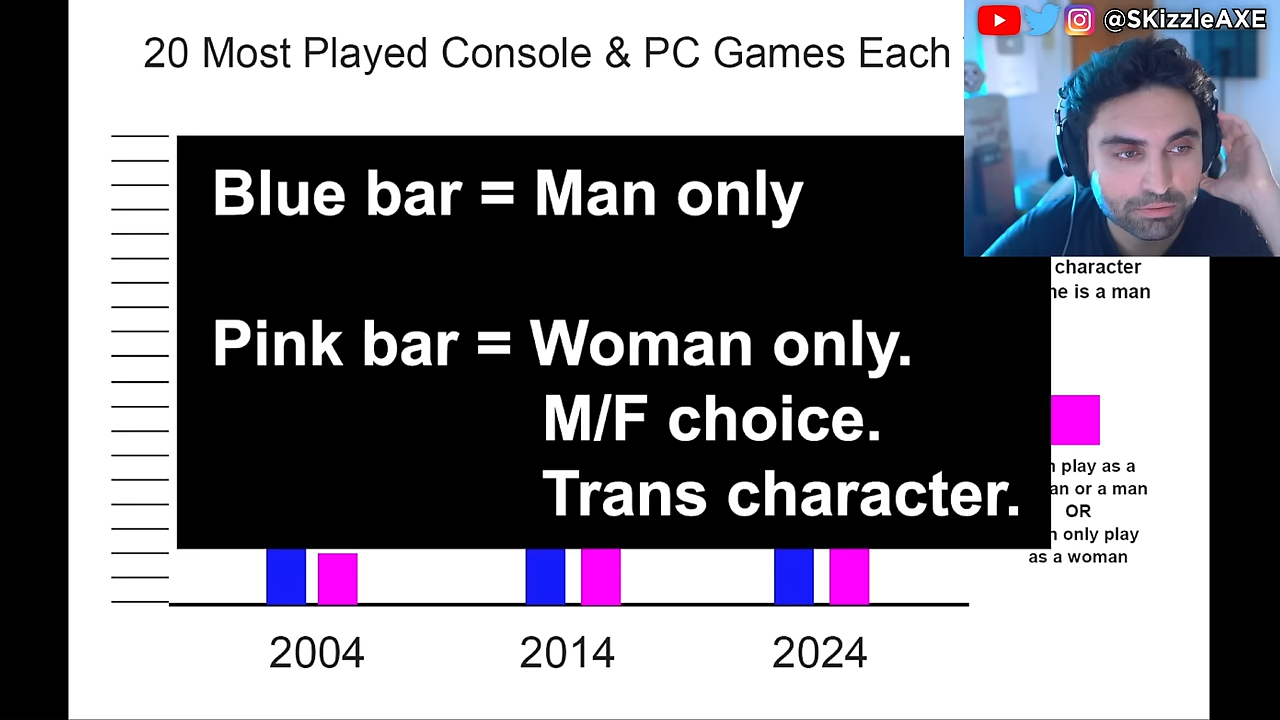 @SKizzleAXE
20 Most Played Console & PC Games Each
Blue bar = Man only
Pink bar = Woman only.
M/F choice.
Trans character.
character
is a man
play as a
or a man
OR
only play
as a woman
2004
2014
2024